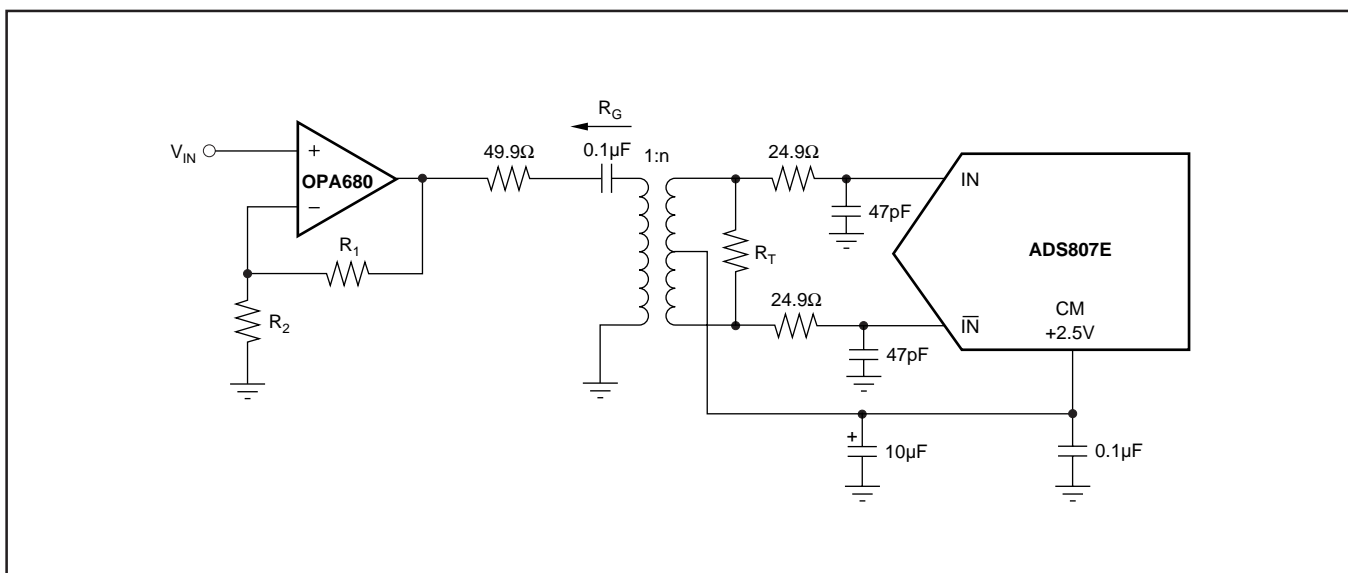 R_G
V_IN
+
OPA680
–
49.9Ω
0.1µF
1:n
24.9Ω
IN
47pF
R_1
R_T
ADS807E
R_2
24.9Ω
CM
+2.5V
I̅N̅
47pF
+
10µF
0.1µF